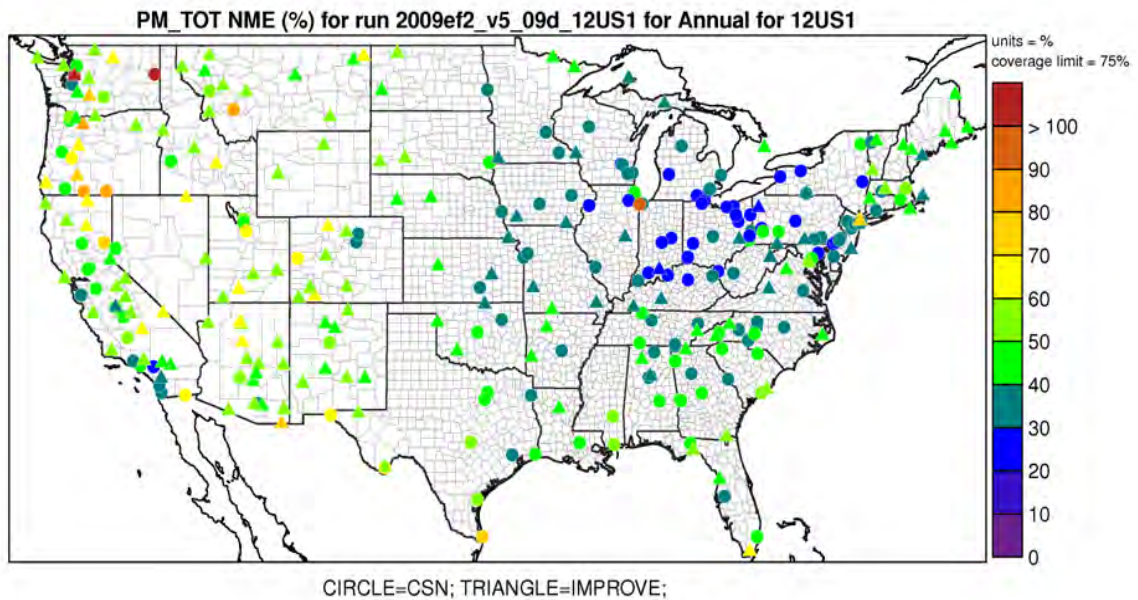 PM_TOT NME (%) for run 2009ef2_v5_09d_12US1 for Annual for 12US1
units = %
coverage limit = 75%
> 100
90
80
70
60
50
40
30
20
10
0
CIRCLE=CSN; TRIANGLE=IMPROVE;